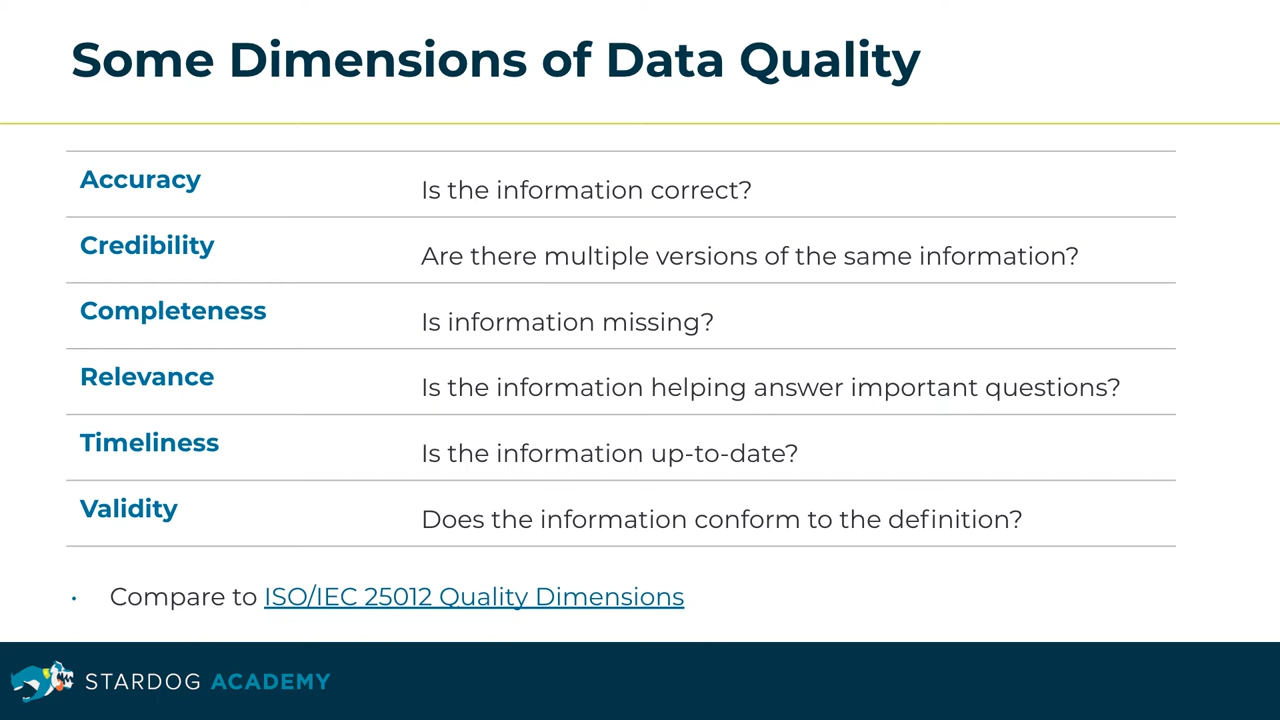 Some Dimensions of Data Quality
Accuracy
Is the information correct?
Credibility
Are there multiple versions of the same information?
Completeness
Is information missing?
Relevance
Is the information helping answer important questions?
Timeliness
Is the information up-to-date?
Validity
Does the information conform to the definition?
• Compare to ISO/IEC 25012 Quality Dimensions
STARDOG ACADEMY